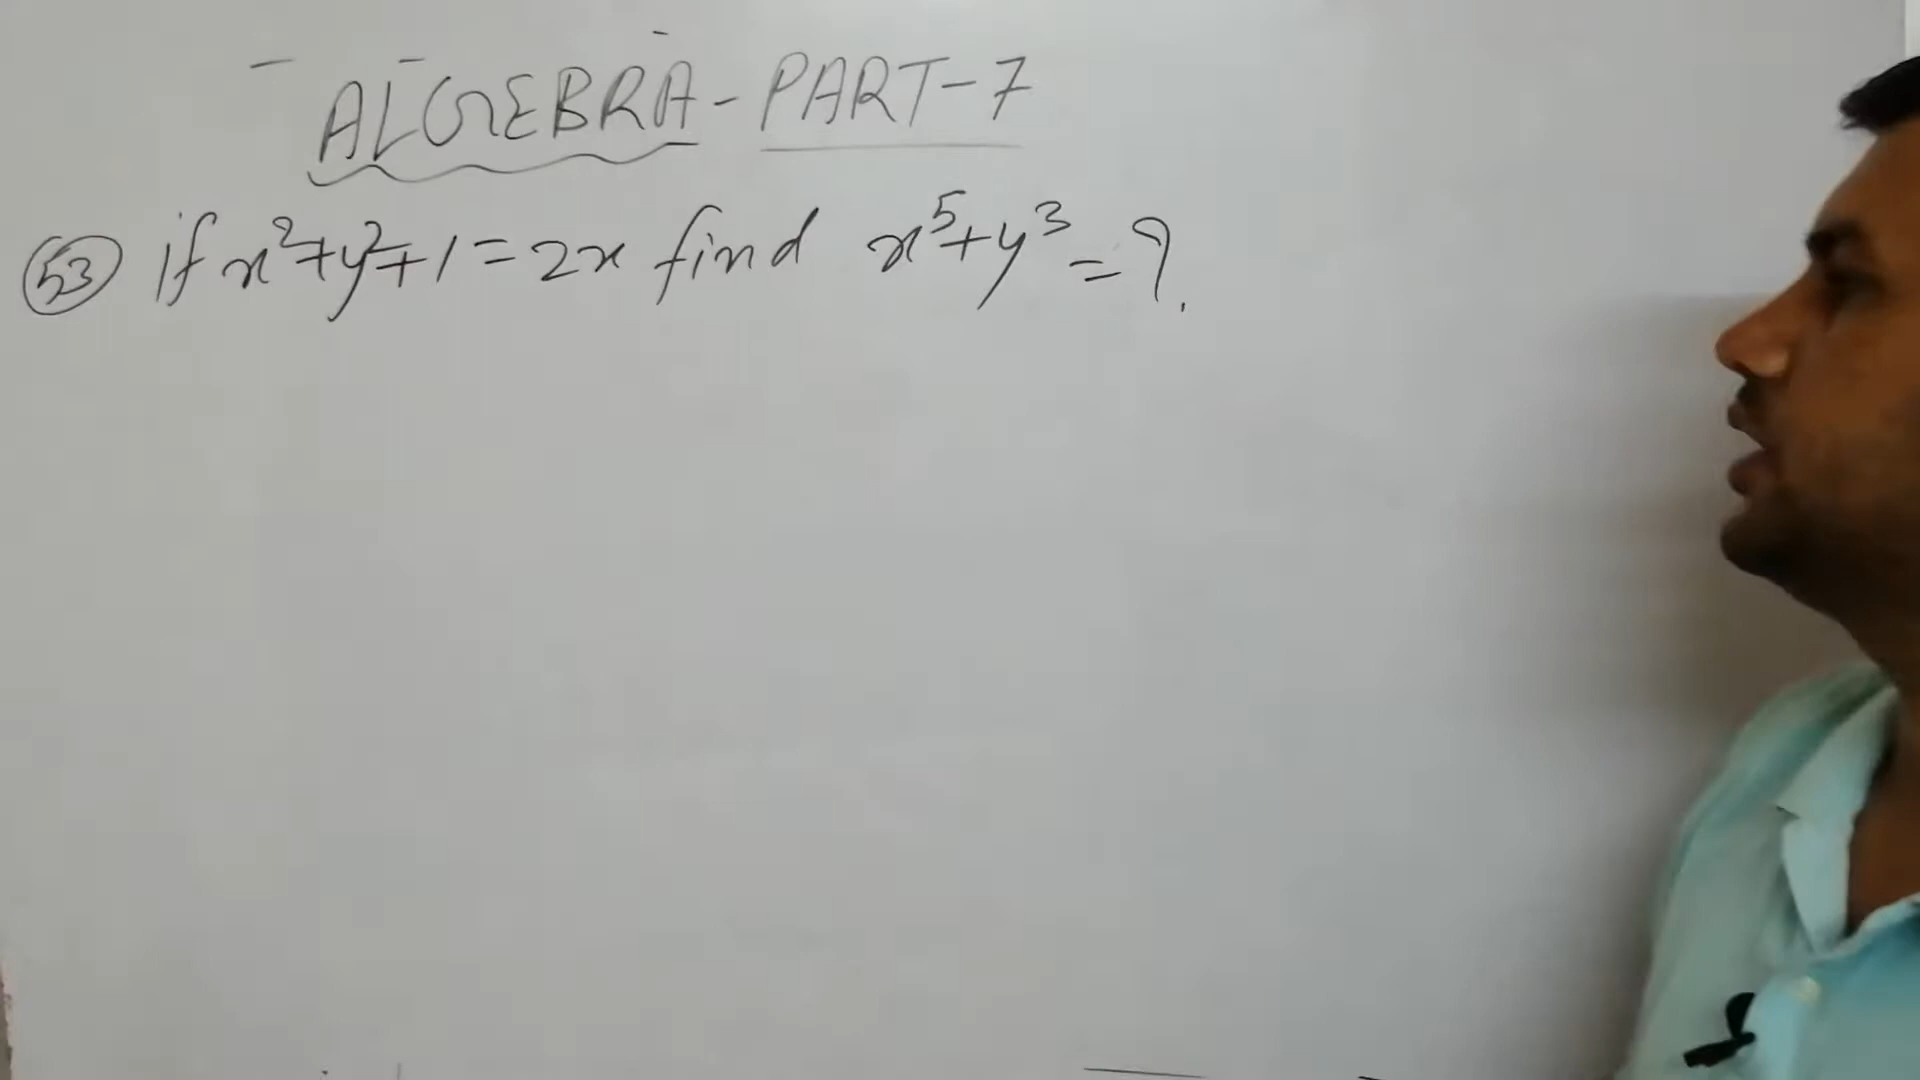 ALGEBRA-PART-7
53 if x²+y²+1=2x find x⁵+y³=?